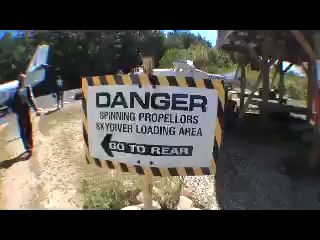 DANGER
SPINNING PROPELLORS
SKYDIVER LOADING AREA
GO TO REAR